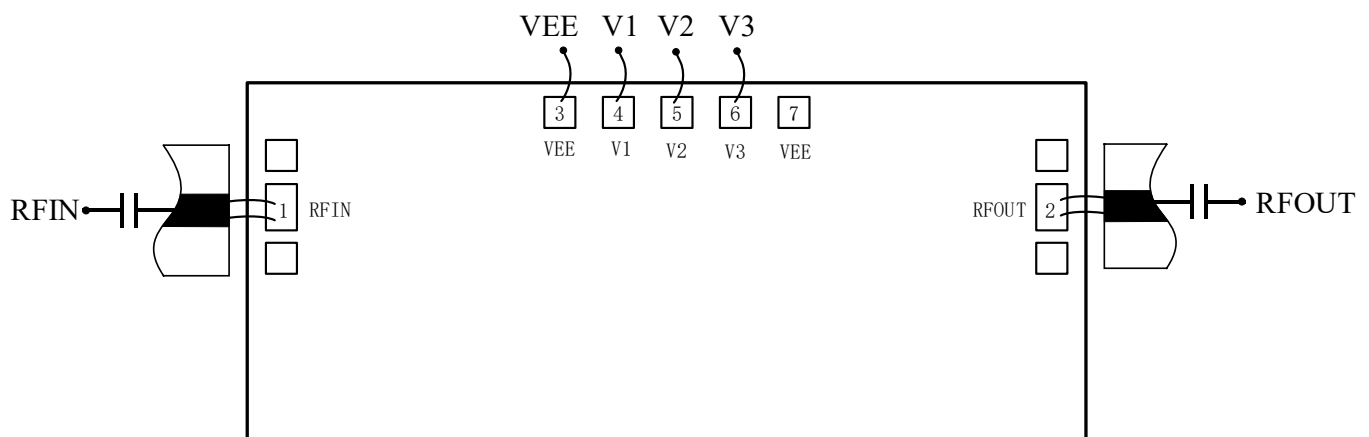 VEE V1 V2 V3
3 4 5 6 7
VEE V1 V2 V3 VEE
RFIN 1 RFIN RFOUT 2 RFOUT